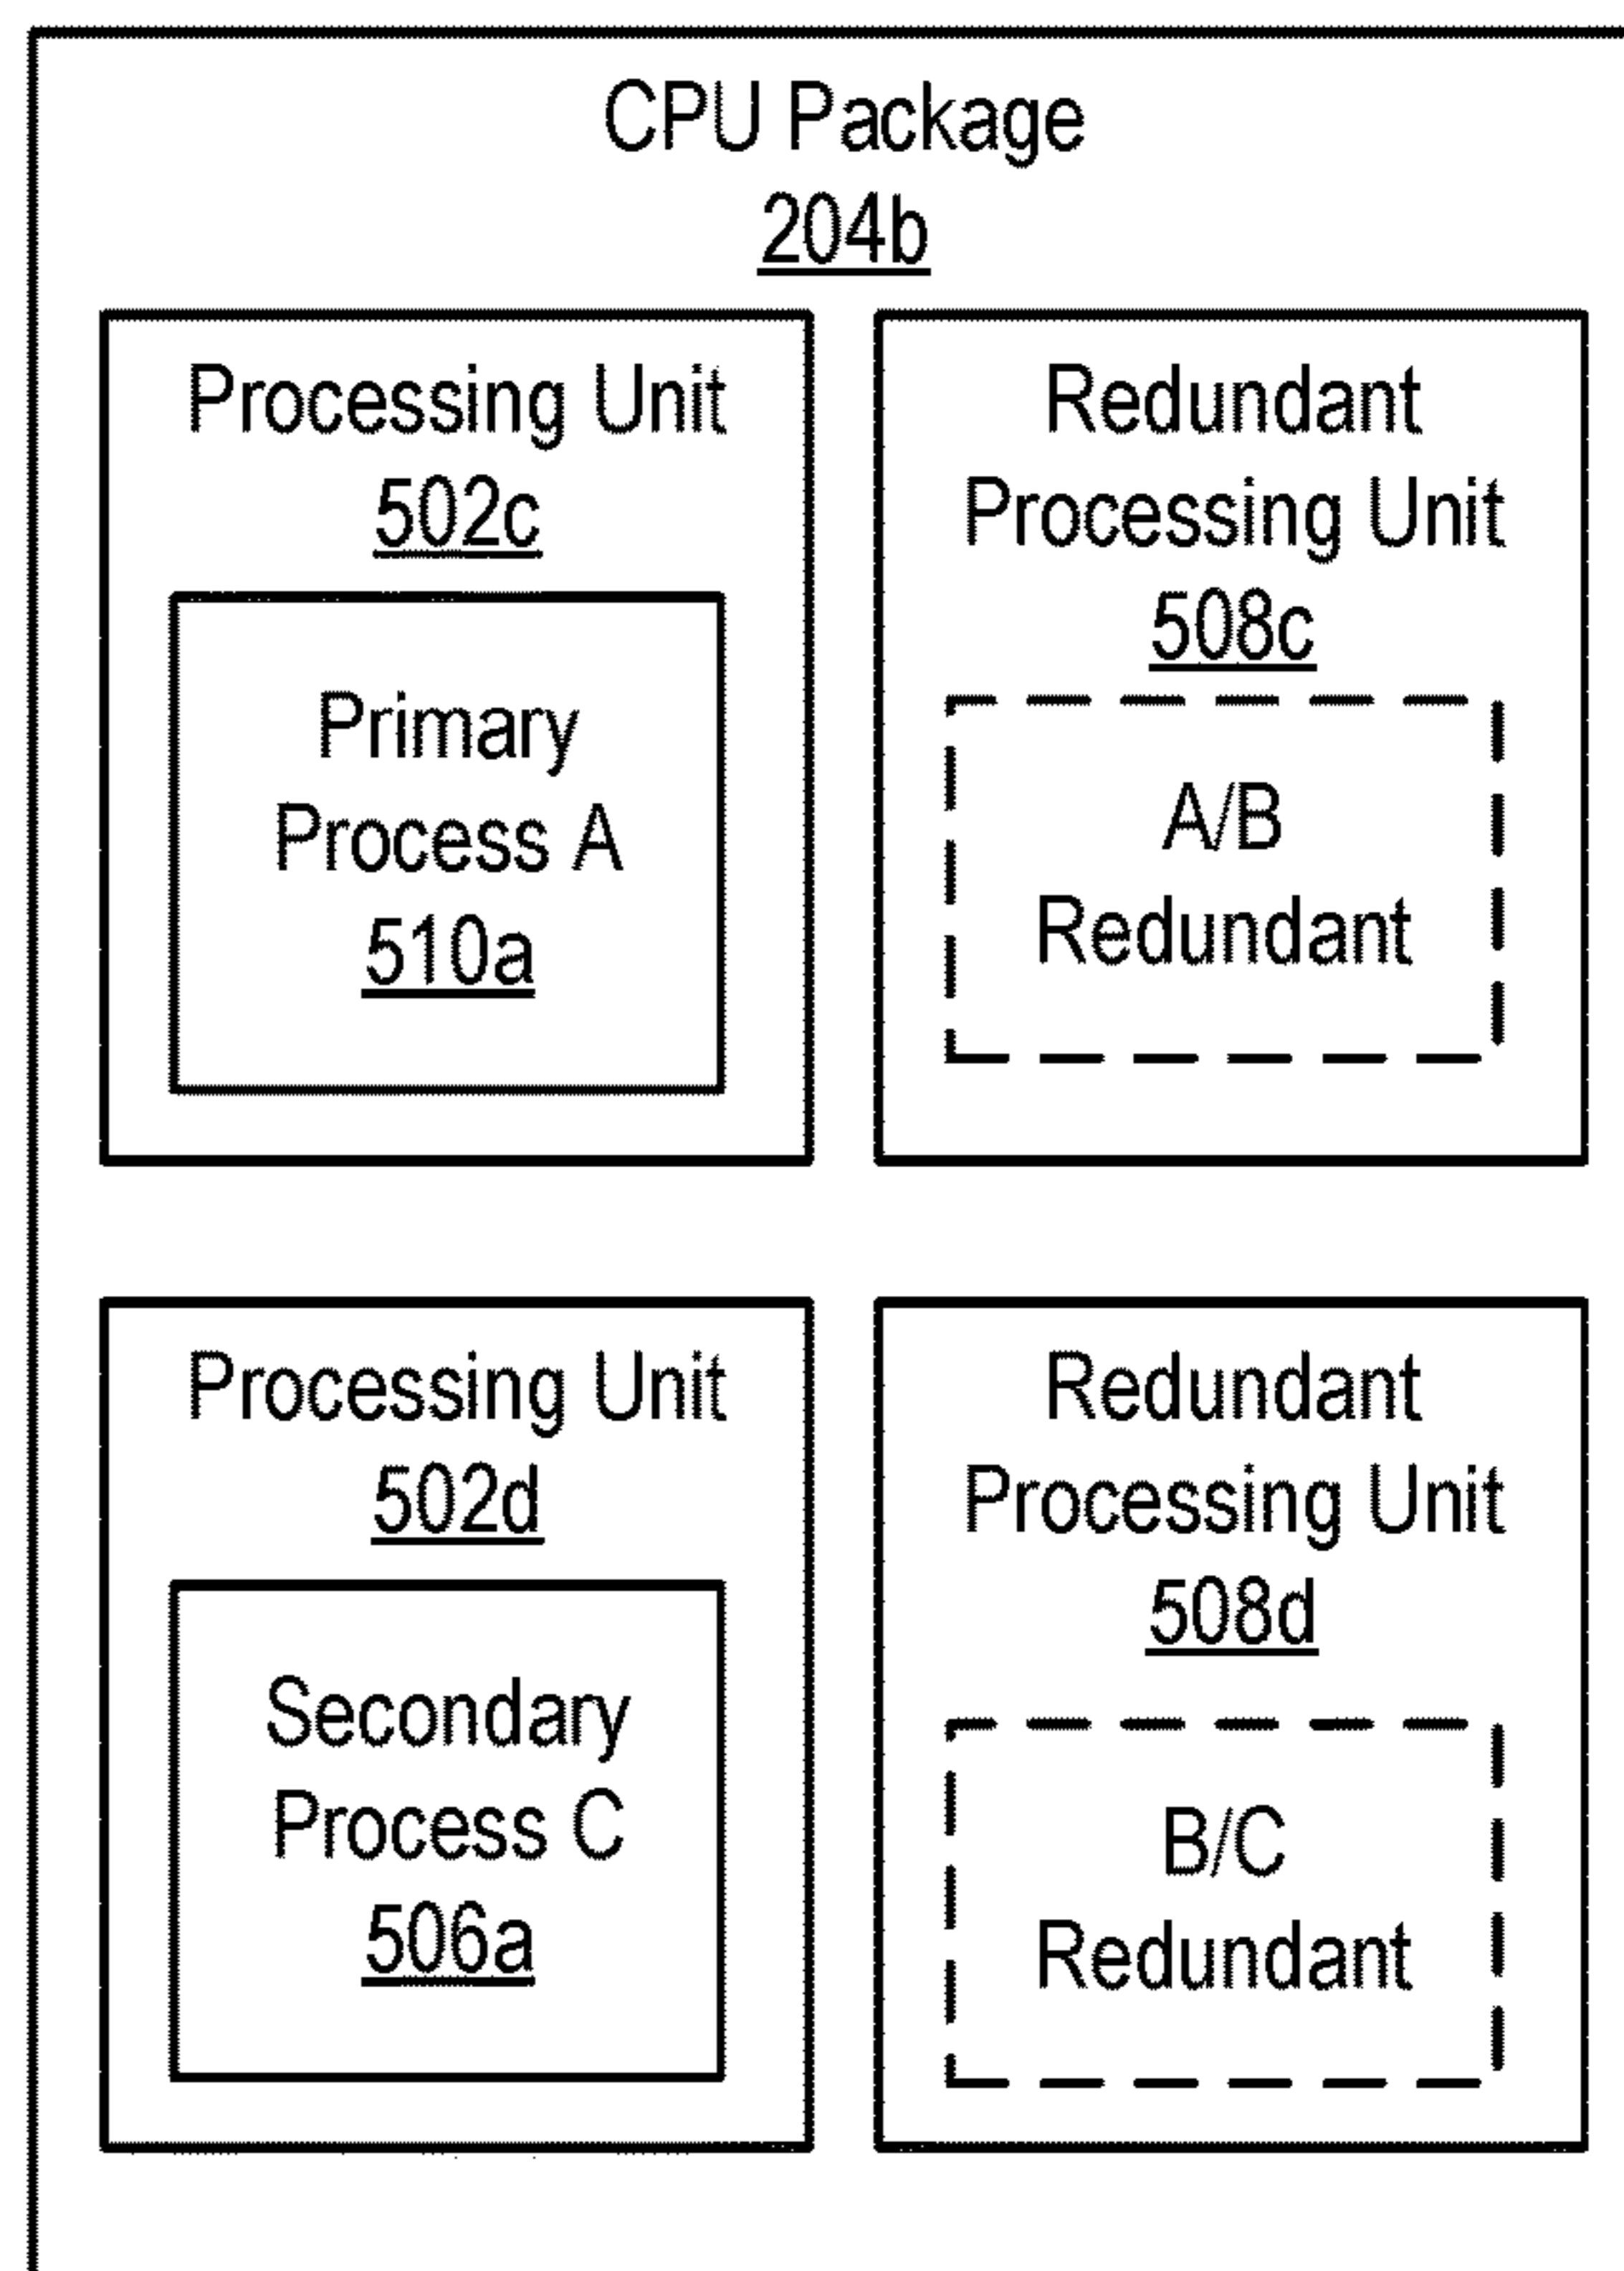 CPU Package
204b
Processing Unit
502c
Primary
Process A
510a
Redundant
Processing Unit
508c
A/B
Redundant
Processing Unit
502d
Secondary
Process C
506a
Redundant
Processing Unit
508d
B/C
Redundant